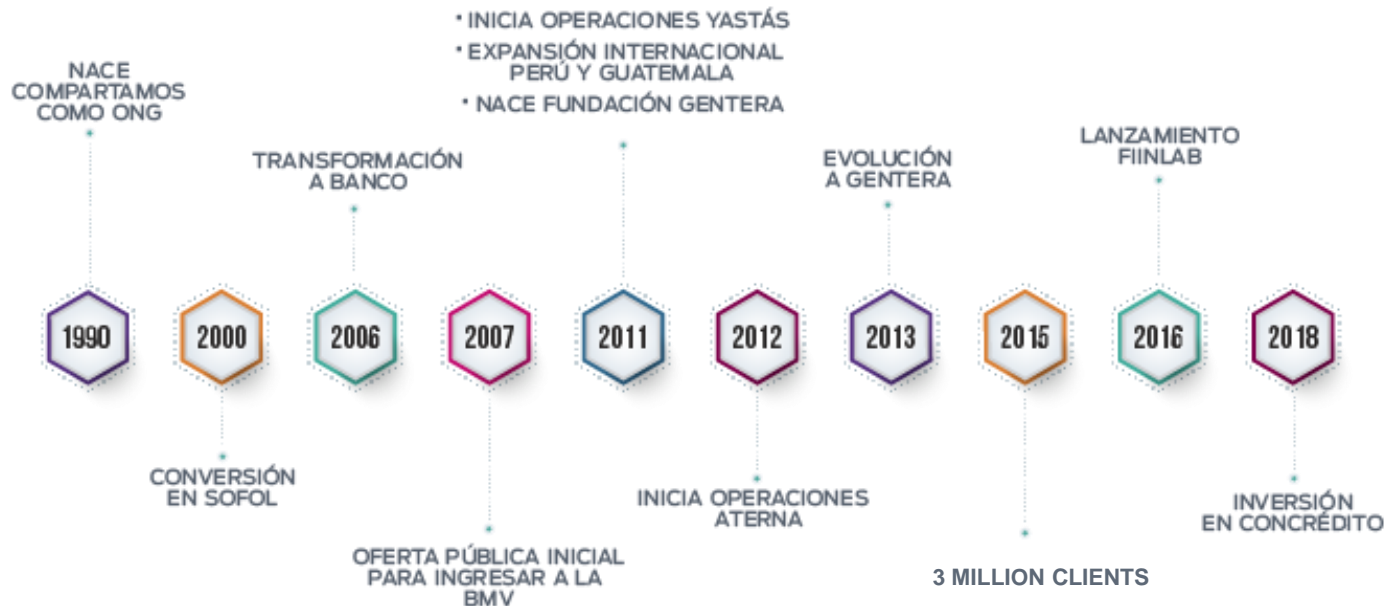 NACE
COMPARTAMOS
COMO ONG
TRANSFORMACIÓN
A BANCO
• INICIA OPERACIONES YASTÁS
• EXPANSIÓN INTERNACIONAL
PERÚ Y GUATEMALA
• NACE FUNDACIÓN GENTERA
EVOLUCIÓN
A GENTERA
LANZAMIENTO
FIINLAB
1990
2000
2006
2007
2011
2012
2013
2015
2016
2018
CONVERSIÓN
EN SOFOL
OFERTA PÚBLICA INICIAL
PARA INGRESAR A LA
BMV
INICIA OPERACIONES
ATERNA
3 MILLION CLIENTS
INVERSIÓN
EN CONCRÉDITO